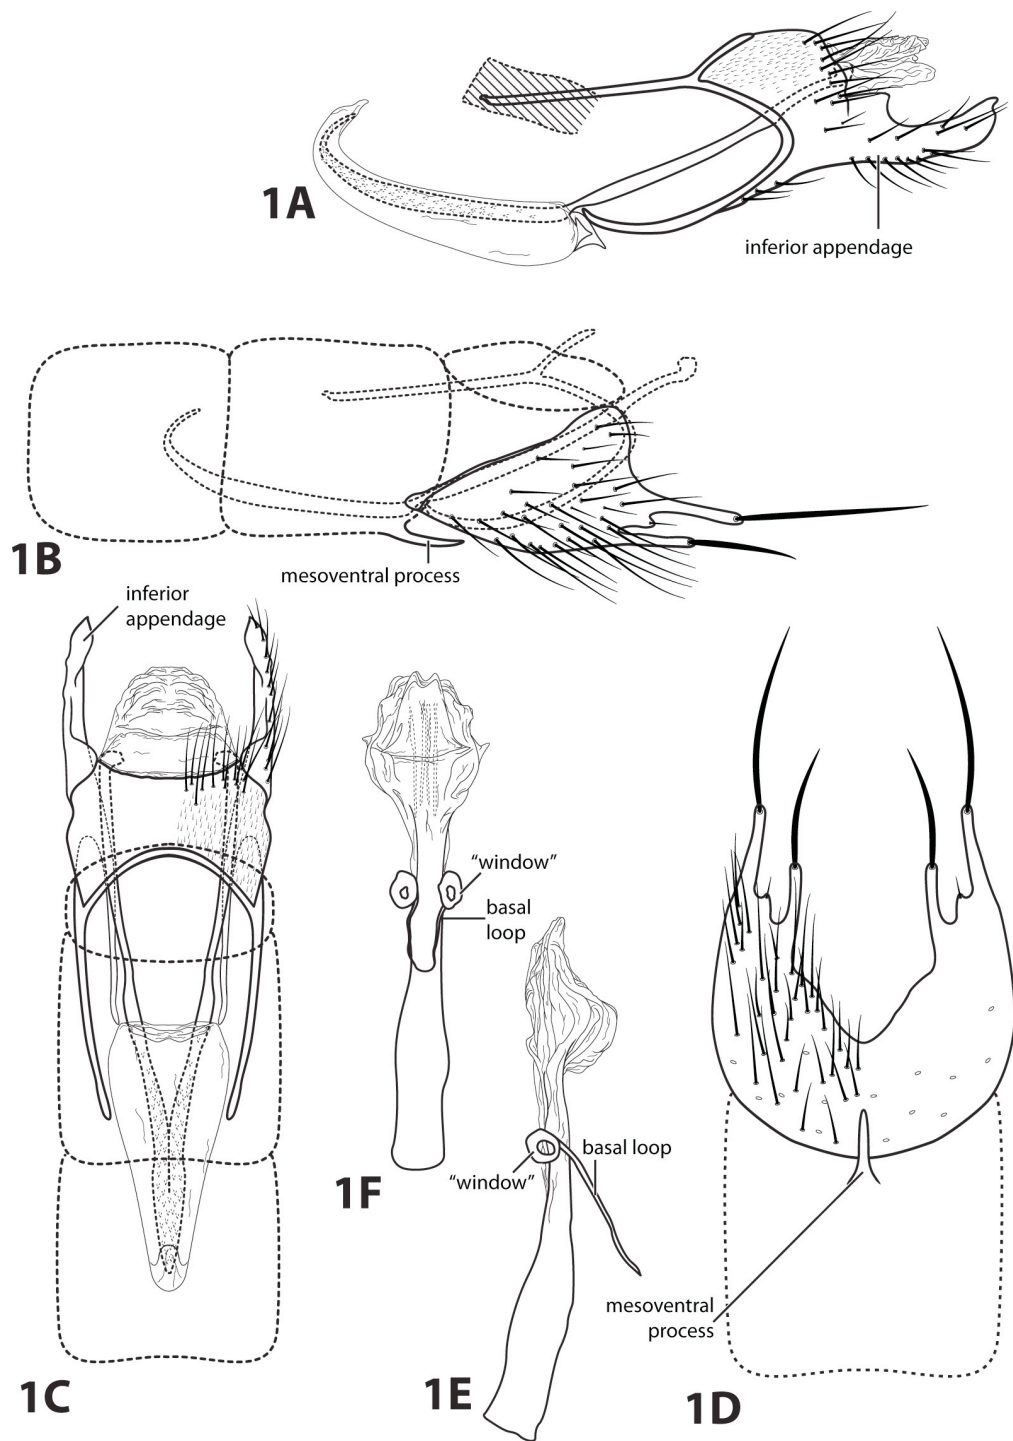 1A
inferior appendage
1B
mesoventral process
inferior
appendage
1C
1F
"window"
basal
loop
1E
"window"
basal loop
1D
mesoventral
process